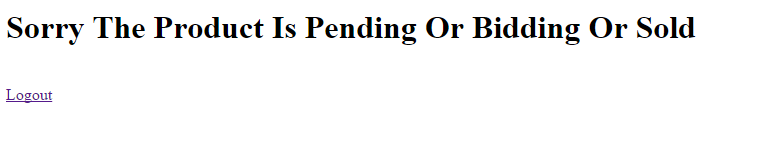 Sorry The Product Is Pending Or Bidding Or Sold
Logout